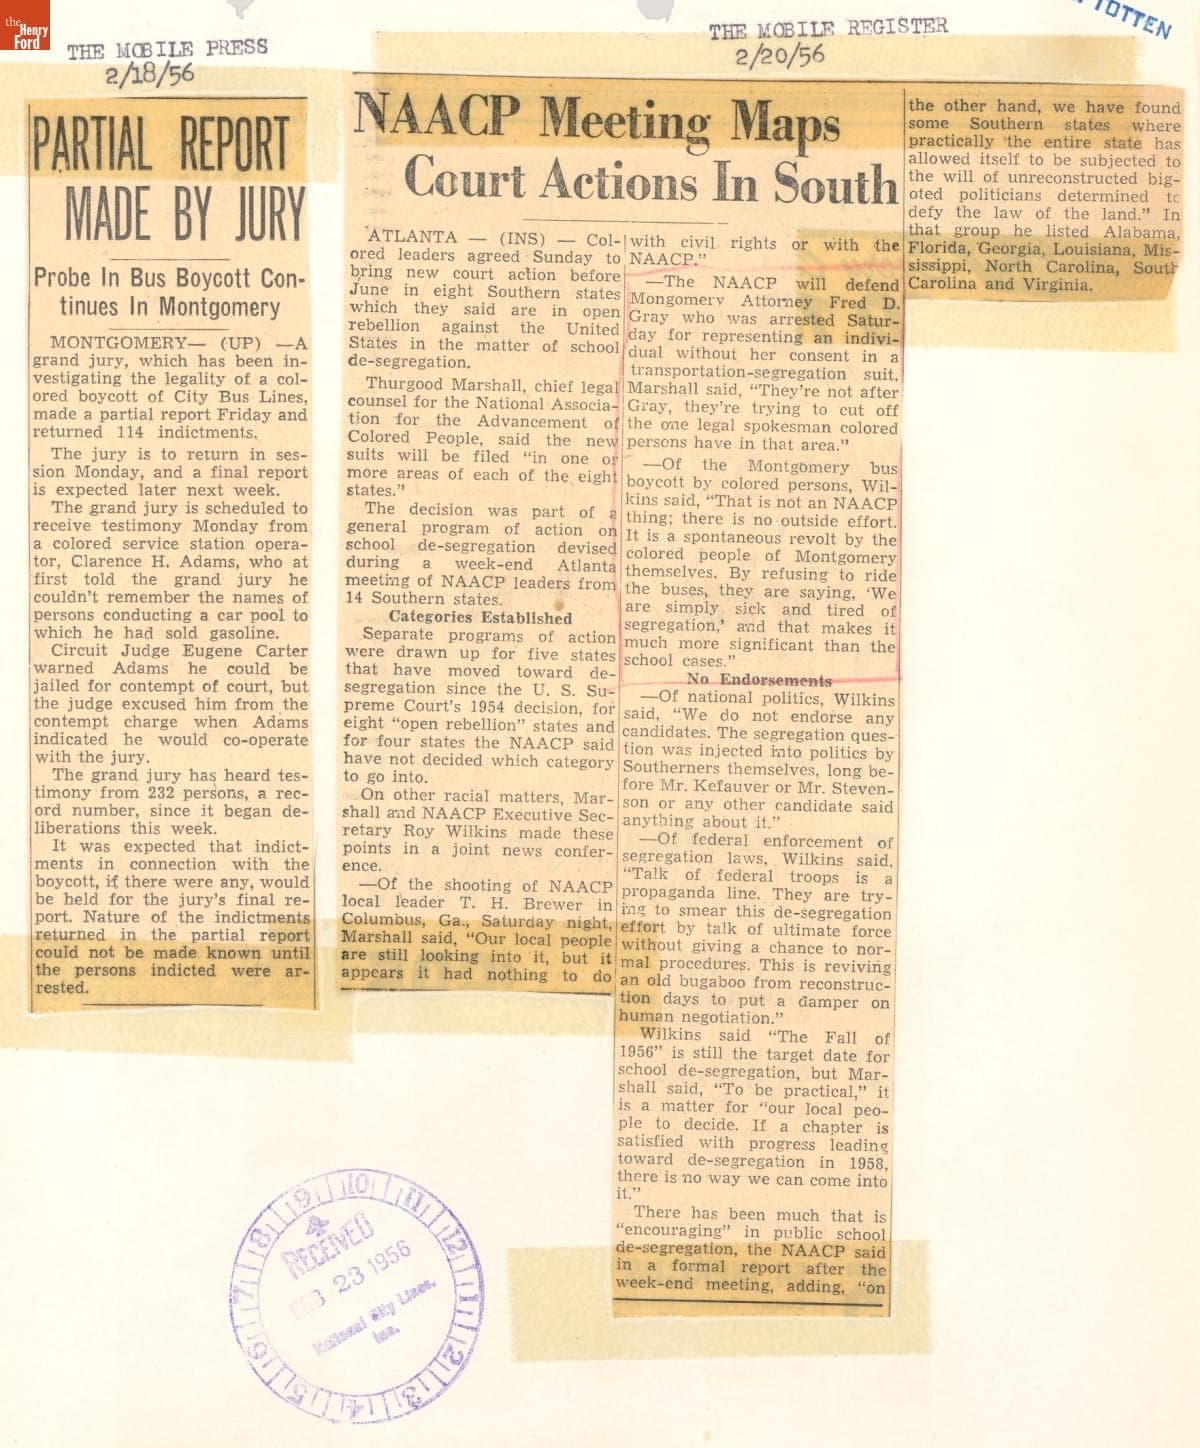 the
Henry
Ford
THE MOBILE PRESS
2/18/56
PARTIAL REPORT
MADE BY JURY
Probe In Bus Boycott Con-
tinues In Montgomery
MONTGOMERY— (UP) —A
grand jury, which has been in-
vestigating the legality of a col-
ored boycott of City Bus Lines,
made a partial report Friday and
returned 114 indictments.
The jury is to return in ses-
sion Monday, and a final report
is expected later next week.
The grand jury is scheduled to
receive testimony Monday from
a colored service station opera-
tor, Clarence H. Adams, who at
first told the grand jury he
couldn't remember the names of
persons conducting a car pool to
which he had sold gasoline.
Circuit Judge Eugene Carter
warned Adams he could be
jailed for contempt of court, but
the judge excused him from the
contempt charge when Adams
indicated he would co-operate
with the jury.
The grand jury has heard tes-
timony from 232 persons, a rec-
ord number, since it began de-
liberations this week.
It was expected that indict-
ments in connection with the
boycott, if there were any, would
be held for the jury's final re-
port. Nature of the indictments
returned in the partial report
could not be made known until
the persons indicted were ar-
rested.
THE MOBILE REGISTER
2/20/56
TOTTEN
NAACP Meeting Maps
Court Actions In South
ATLANTA — (INS) — Col-
ored leaders agreed Sunday to
bring new court action before
June in eight Southern states
which they said are in open
rebellion against the United
States in the matter of school
de-segregation.
Thurgood Marshall, chief legal
counsel for the National Associa-
tion for the Advancement of
Colored People, said the new
suits will be filed "in one or
more areas of each of the eight
states."
The decision was part of a
general program of action on
school de-segregation devised
during a week-end Atlanta
meeting of NAACP leaders from
14 Southern states.
Categories Established
Separate programs of action
were drawn up for five states
that have moved toward de-
segregation since the U. S. Su-
preme Court's 1954 decision, for
eight "open rebellion" states and
for four states the NAACP said
have not decided which category
to go into.
On other racial matters, Mar-
shall and NAACP Executive Sec-
retary Roy Wilkins made these
points in a joint news confer-
ence.
—Of the shooting of NAACP
local leader T. H. Brewer in
Columbus, Ga., Saturday night,
Marshall said, "Our local people
are still looking into it, but it
appears it had nothing to do
with civil rights or with the
NAACP."
—The NAACP will defend
Mongomery Attorney Fred D.
Gray who was arrested Satur-
day for representing an indivi-
dual without her consent in a
transportation-segregation suit.
Marshall said, "They're not after
Gray, they're trying to cut off
the one legal spokesman colored
persons have in that area."
—Of the Montgomery bus
boycott by colored persons, Wil-
kins said, "That is not an NAACP
thing; there is no outside effort.
It is a spontaneous revolt by the
colored people of Montgomery
themselves. By refusing to ride
the buses, they are saying, 'We
are simply sick and tired of
segregation,' and that makes it
much more significant than the
school cases."
No Endorsements
—Of national politics, Wilkins
said, "We do not endorse any
candidates. The segregation ques-
tion was injected into politics by
Southerners themselves, long be-
fore Mr. Kefauver or Mr. Steven-
son or any other candidate said
anything about it."
—Of federal enforcement of
segregation laws, Wilkins said,
"Talk of federal troops is a
propaganda line. They are try-
ing to smear this de-segregation
effort by talk of ultimate force
without giving a chance to nor-
mal procedures. This is reviving
an old bugaboo from reconstruc-
tion days to put a damper on
human negotiation."
Wilkins said "The Fall of
1956" is still the target date for
school de-segregation, but Mar-
shall said, "To be practical," it
is a matter for "our local peo-
ple to decide. If a chapter is
satisfied with progress leading
toward de-segregation in 1958,
there is no way we can come into
it."
There has been much that is
"encouraging" in public school
de-segregation, the NAACP said
in a formal report after the
week-end meeting, adding, "on
the other hand, we have found
some Southern states where
practically the entire state has
allowed itself to be subjected to
the will of unreconstructed big-
oted politicians determined to
defy the law of the land." In
that group he listed Alabama,
Florida, Georgia, Louisiana, Mis-
sissippi, North Carolina, South
Carolina and Virginia.
10 11 12 1 2 3 4 5 6 7 8 9
RECEIVED
FEB 23 1956
National City Lines,
Inc.